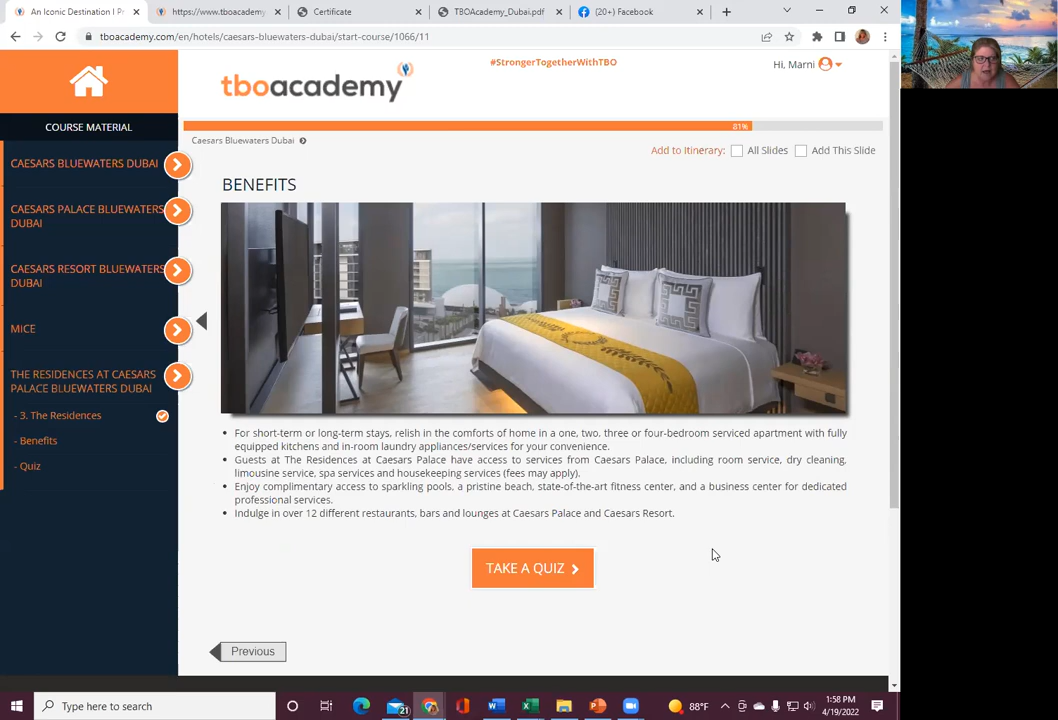 An Iconic Destination I Pr
https://www.tboacademy
Certificate
TBOAcademy_Dubai.pdf
(20+) Facebook
tboacademy.com/en/hotels/caesars-bluewaters-dubai/start-course/1066/11
#StrongerTogetherWithTBO
tboacademy
Hi, Marni
COURSE MATERIAL
81%
Caesars Bluewaters Dubai
Add to Itinerary: All Slides Add This Slide
CAESARS BLUEWATERS DUBAI
CAESARS PALACE BLUEWATERS
DUBAI
CAESARS RESORT BLUEWATERS
DUBAI
MICE
THE RESIDENCES AT CAESARS
PALACE BLUEWATERS DUBAI
- 3. The Residences
- Benefits
- Quiz
BENEFITS
• For short-term or long-term stays, relish in the comforts of home in a one, two, three or four-bedroom serviced apartment with fully
equipped kitchens and in-room laundry appliances/services for your convenience.
• Guests at The Residences at Caesars Palace have access to services from Caesars Palace, including room service, dry cleaning,
limousine service, spa services and housekeeping services (fees may apply).
• Enjoy complimentary access to sparkling pools, a pristine beach, state-of-the-art fitness center, and a business center for dedicated
professional services.
• Indulge in over 12 different restaurants, bars and lounges at Caesars Palace and Caesars Resort.
TAKE A QUIZ
Previous
Type here to search
21
88°F
1:58 PM
4/19/2022